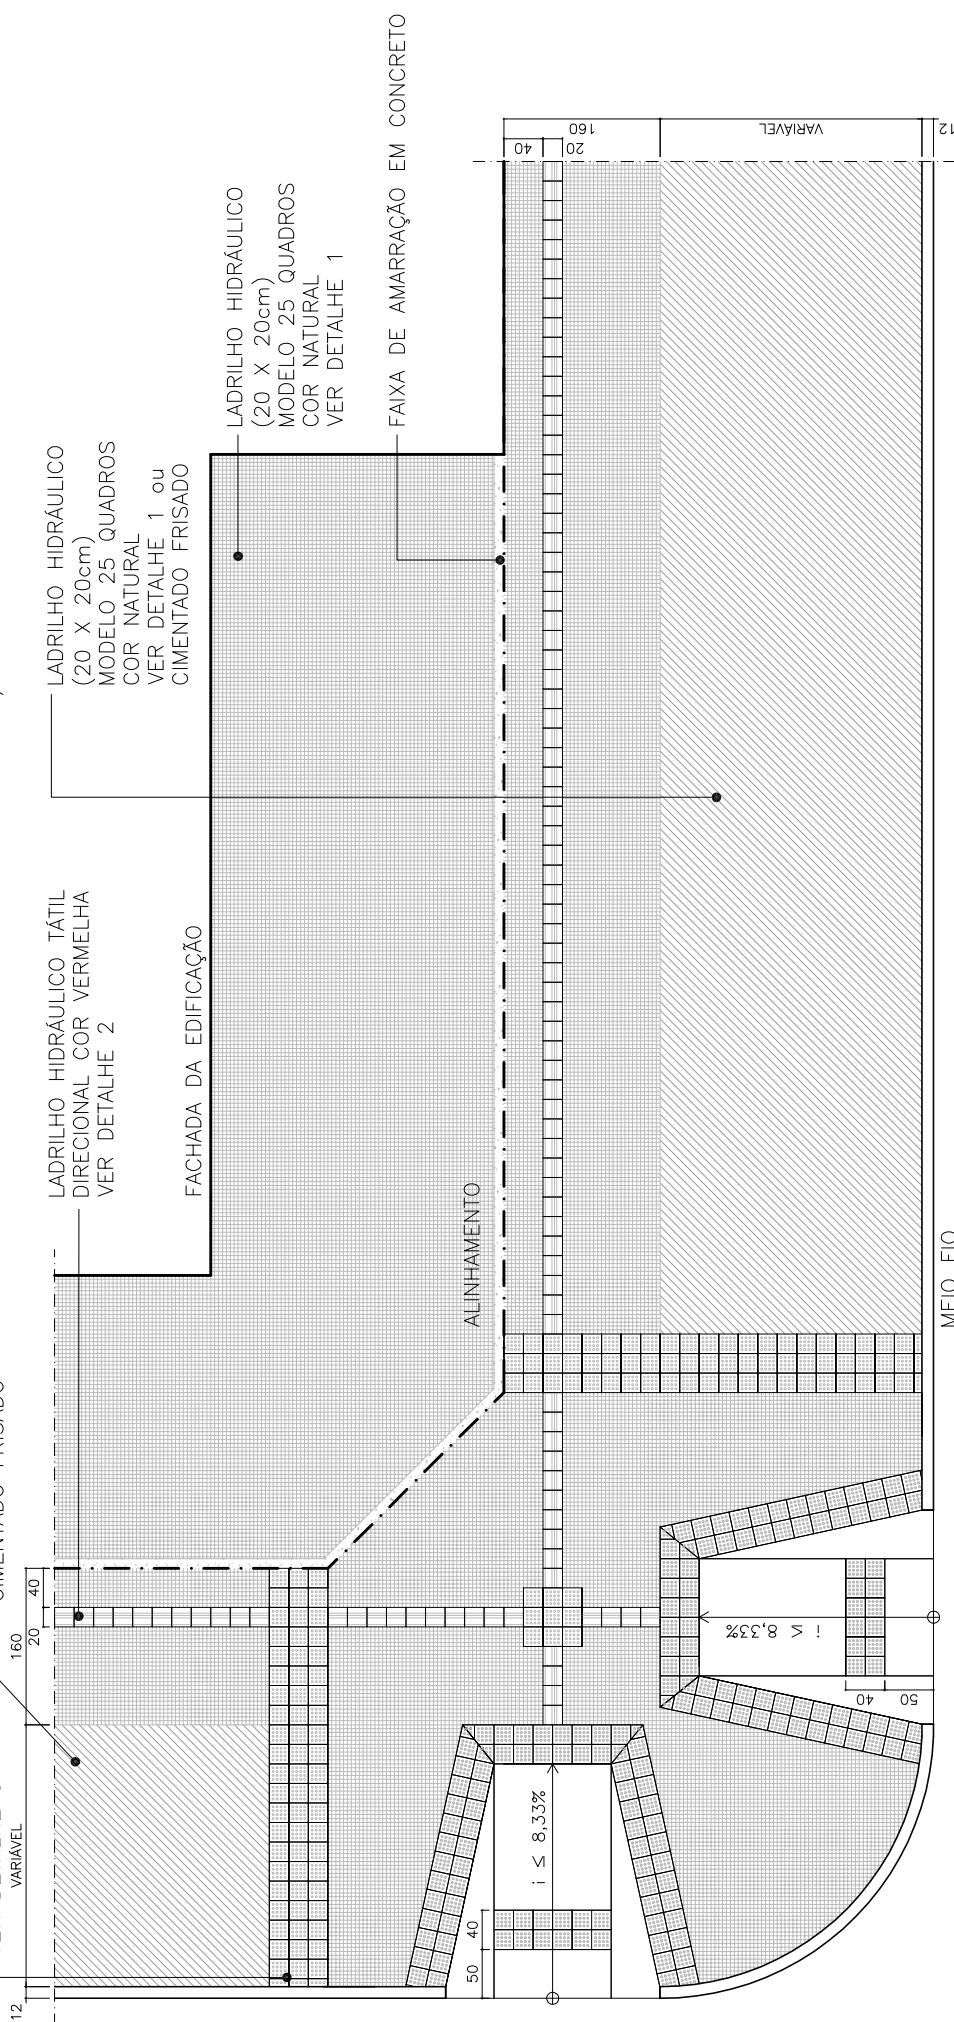 LADRILHO HIDRÁULICO TÁTIL
DIRECIONAL COR VERMELHA
VER DETALHE 2
FACHADA DA EDIFICAÇÃO
LADRILHO HIDRÁULICO
(20 X 20cm)
MODELO 25 QUADROS
COR NATURAL
VER DETALHE 1 ou
CIMENTADO FRISADO
LADRILHO HIDRÁULICO
(20 X 20cm)
MODELO 25 QUADROS
COR NATURAL
VER DETALHE 1
FAIXA DE AMARRAÇÃO EM CONCRETO
ALINHAMENTO
MEIO FIO
CIMENTADO FRISADO
12
VARIÁVEL
160
20
40
40
20
160
VARIÁVEL
12
i ≤ 8,33%
50
40
i ≤ 8,33%
40
50